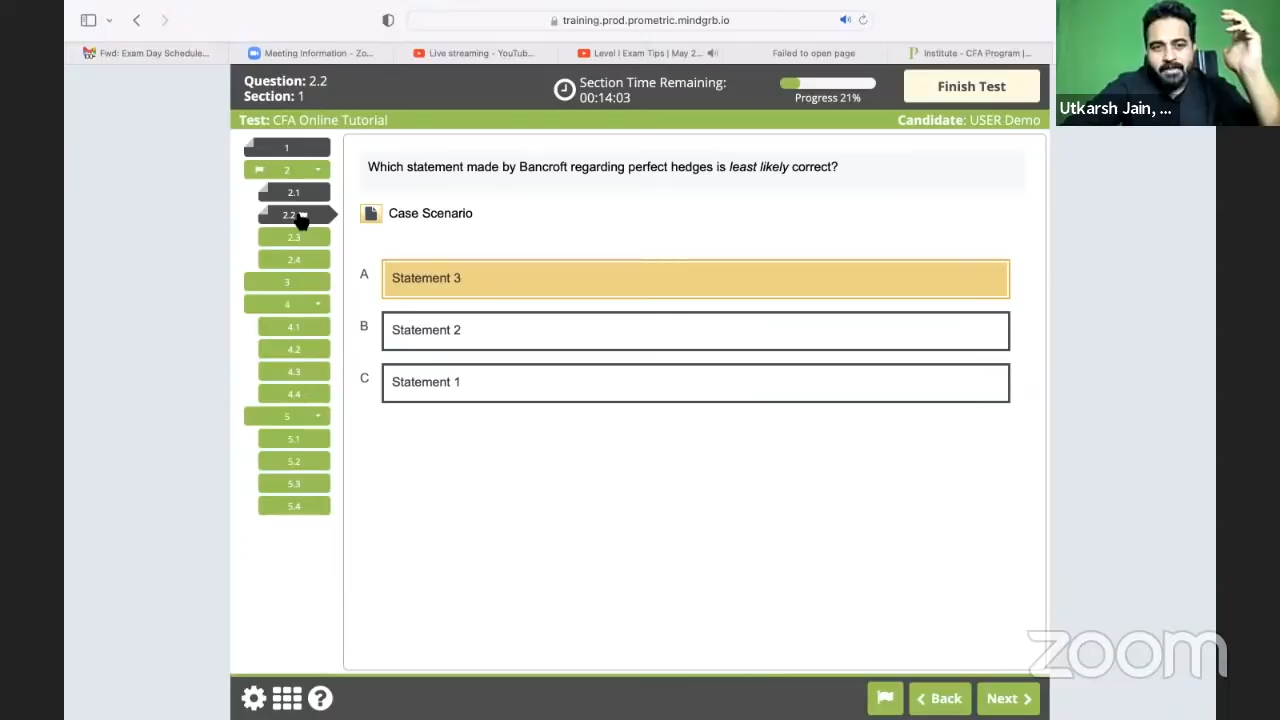 training.prod.prometric.mindgrb.io
Fwd: Exam Day Schedule...
Meeting Information - Zo...
Live streaming - YouTub...
Level I Exam Tips | May 2...
Failed to open page
Institute - CFA Program |...
Question: 2.2
Section: 1
Section Time Remaining:
00:14:03
Progress 21%
Finish Test
Utkarsh Jain, ...
Test: CFA Online Tutorial
Candidate: USER Demo
1
2
2.1
2.2
2.3
2.4
3
4
4.1
4.2
4.3
4.4
5
5.1
5.2
5.3
5.4
Which statement made by Bancroft regarding perfect hedges is least likely correct?
Case Scenario
A Statement 3
B Statement 2
C Statement 1
zoom
Back
Next